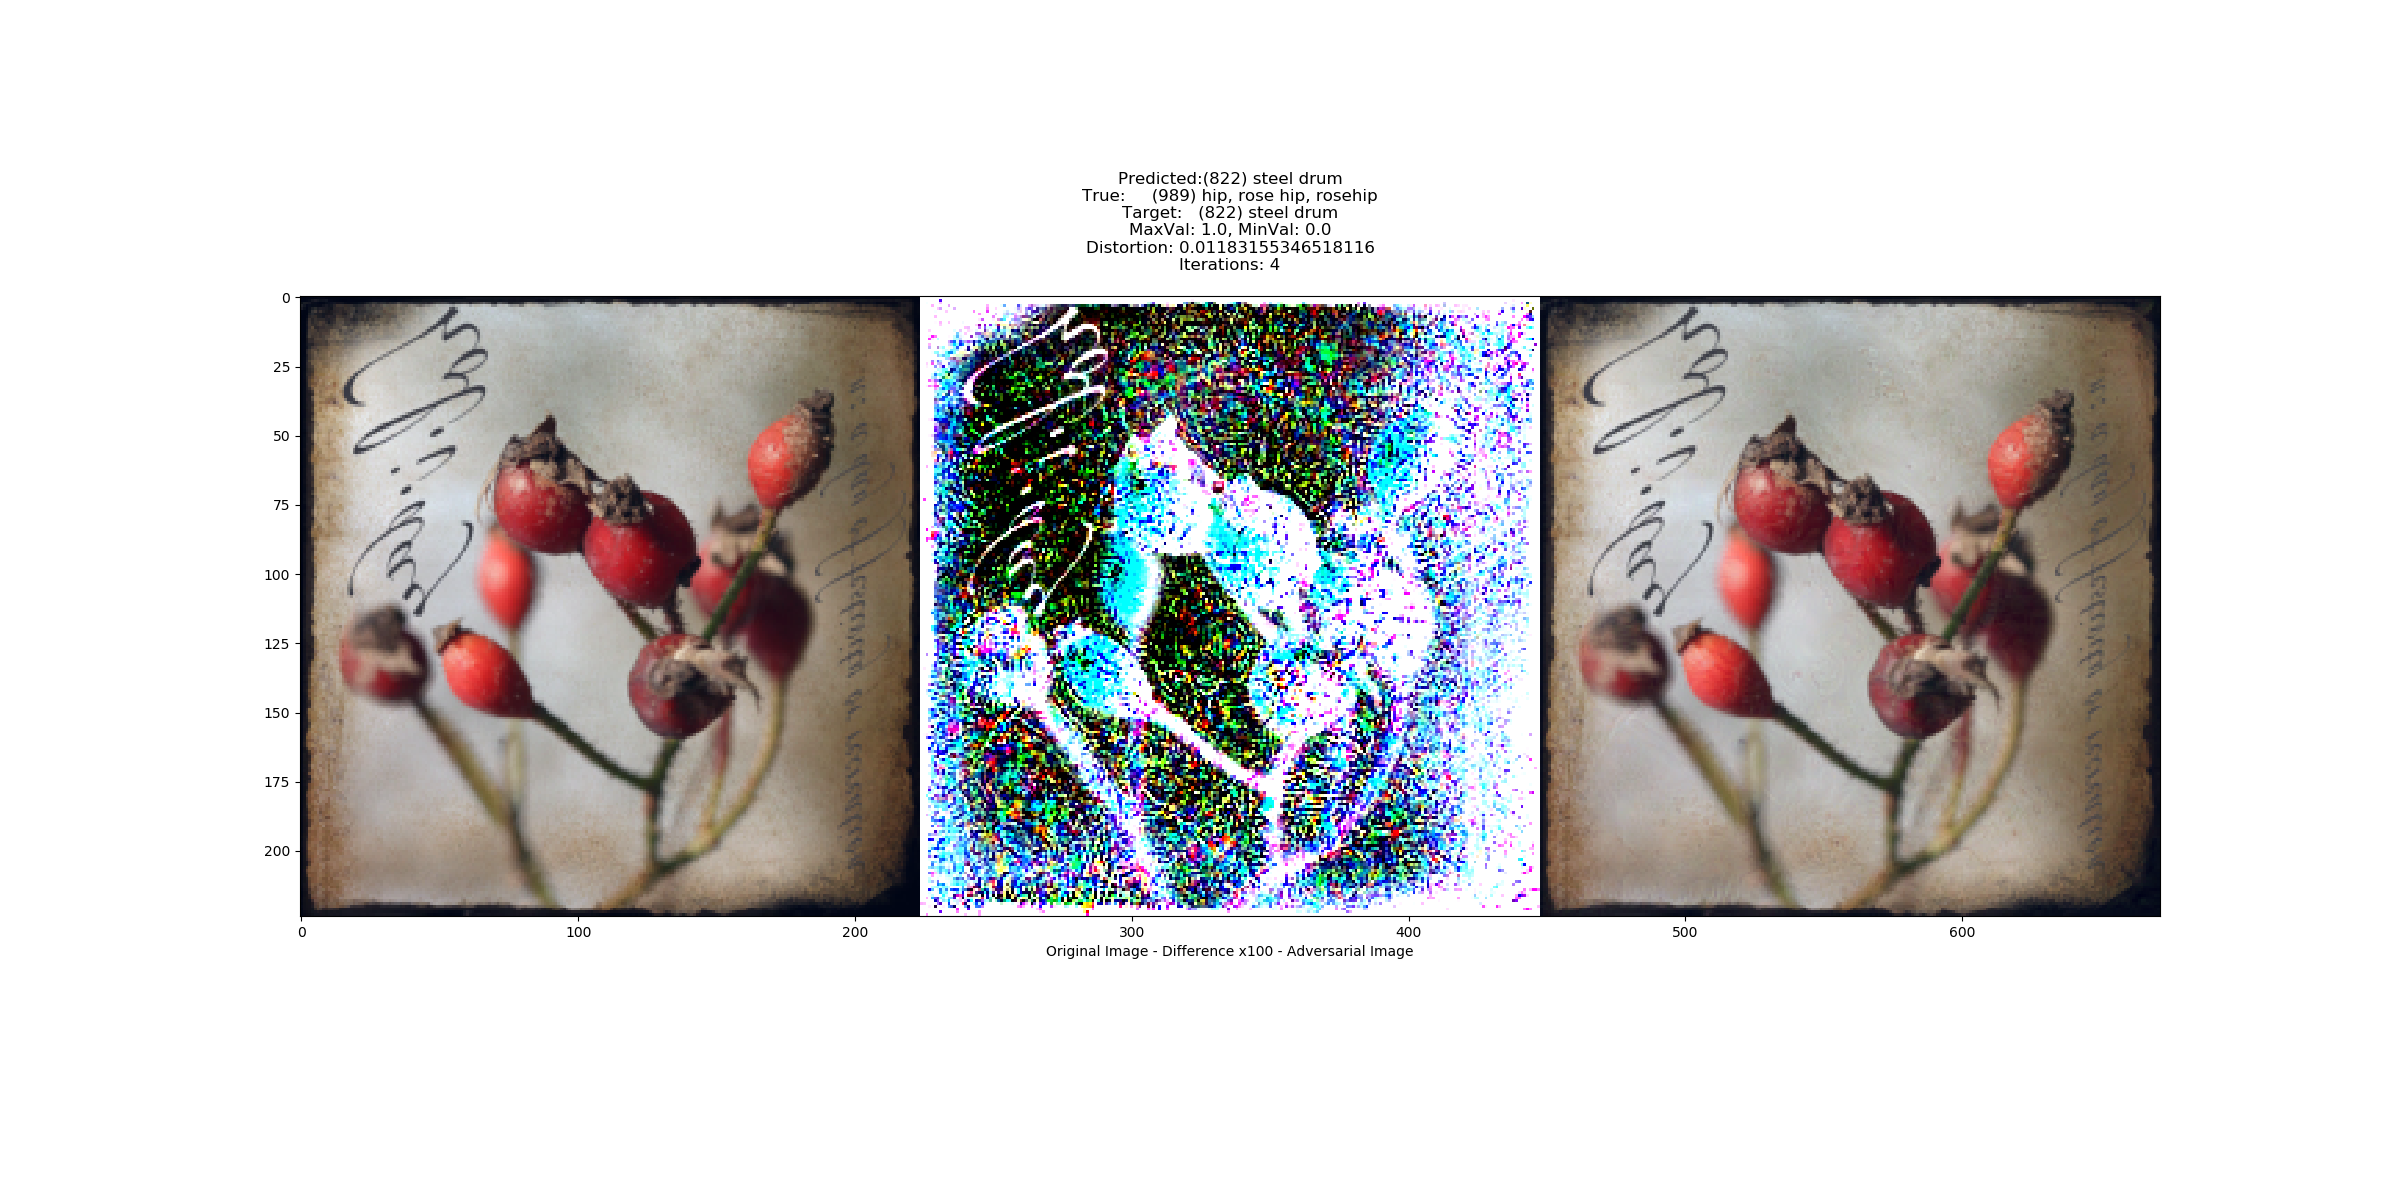 Predicted:(822) steel drum
True: (989) hip, rose hip, rosehip
Target: (822) steel drum
MaxVal: 1.0, MinVal: 0.0
Distortion: 0.01183155346518116
Iterations: 4
0
25
50
75
100
125
150
175
200
0 100 200 300 400 500 600
Original Image - Difference x100 - Adversarial Image